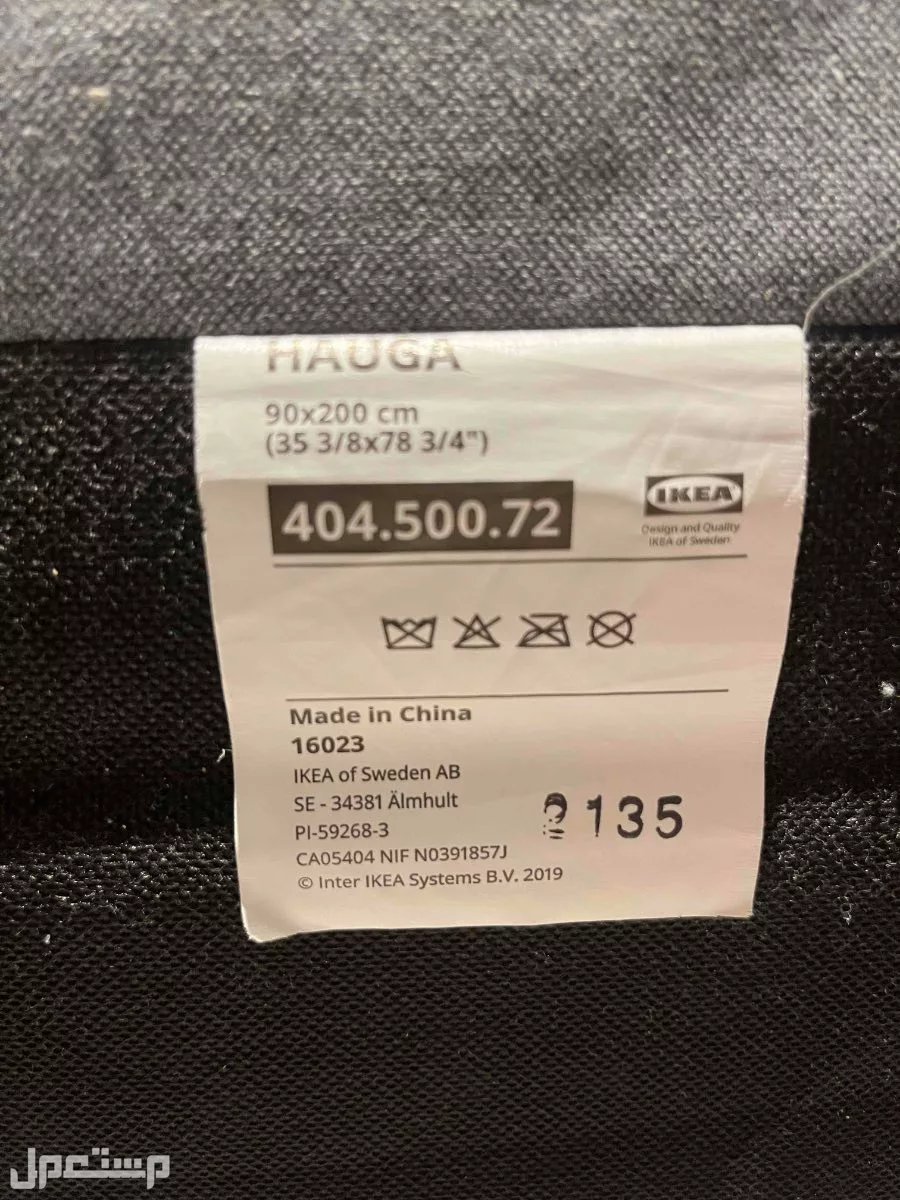 HAUGA
90x200 cm
(35 3/8x78 3/4")
404.500.72
IKEA
Design and Quality
IKEA of Sweden
Made in China
16023
IKEA of Sweden AB
SE - 34381 Älmhult
PI-59268-3
CA05404 NIF N0391857J
© Inter IKEA Systems B.V. 2019
2135
مستعمل